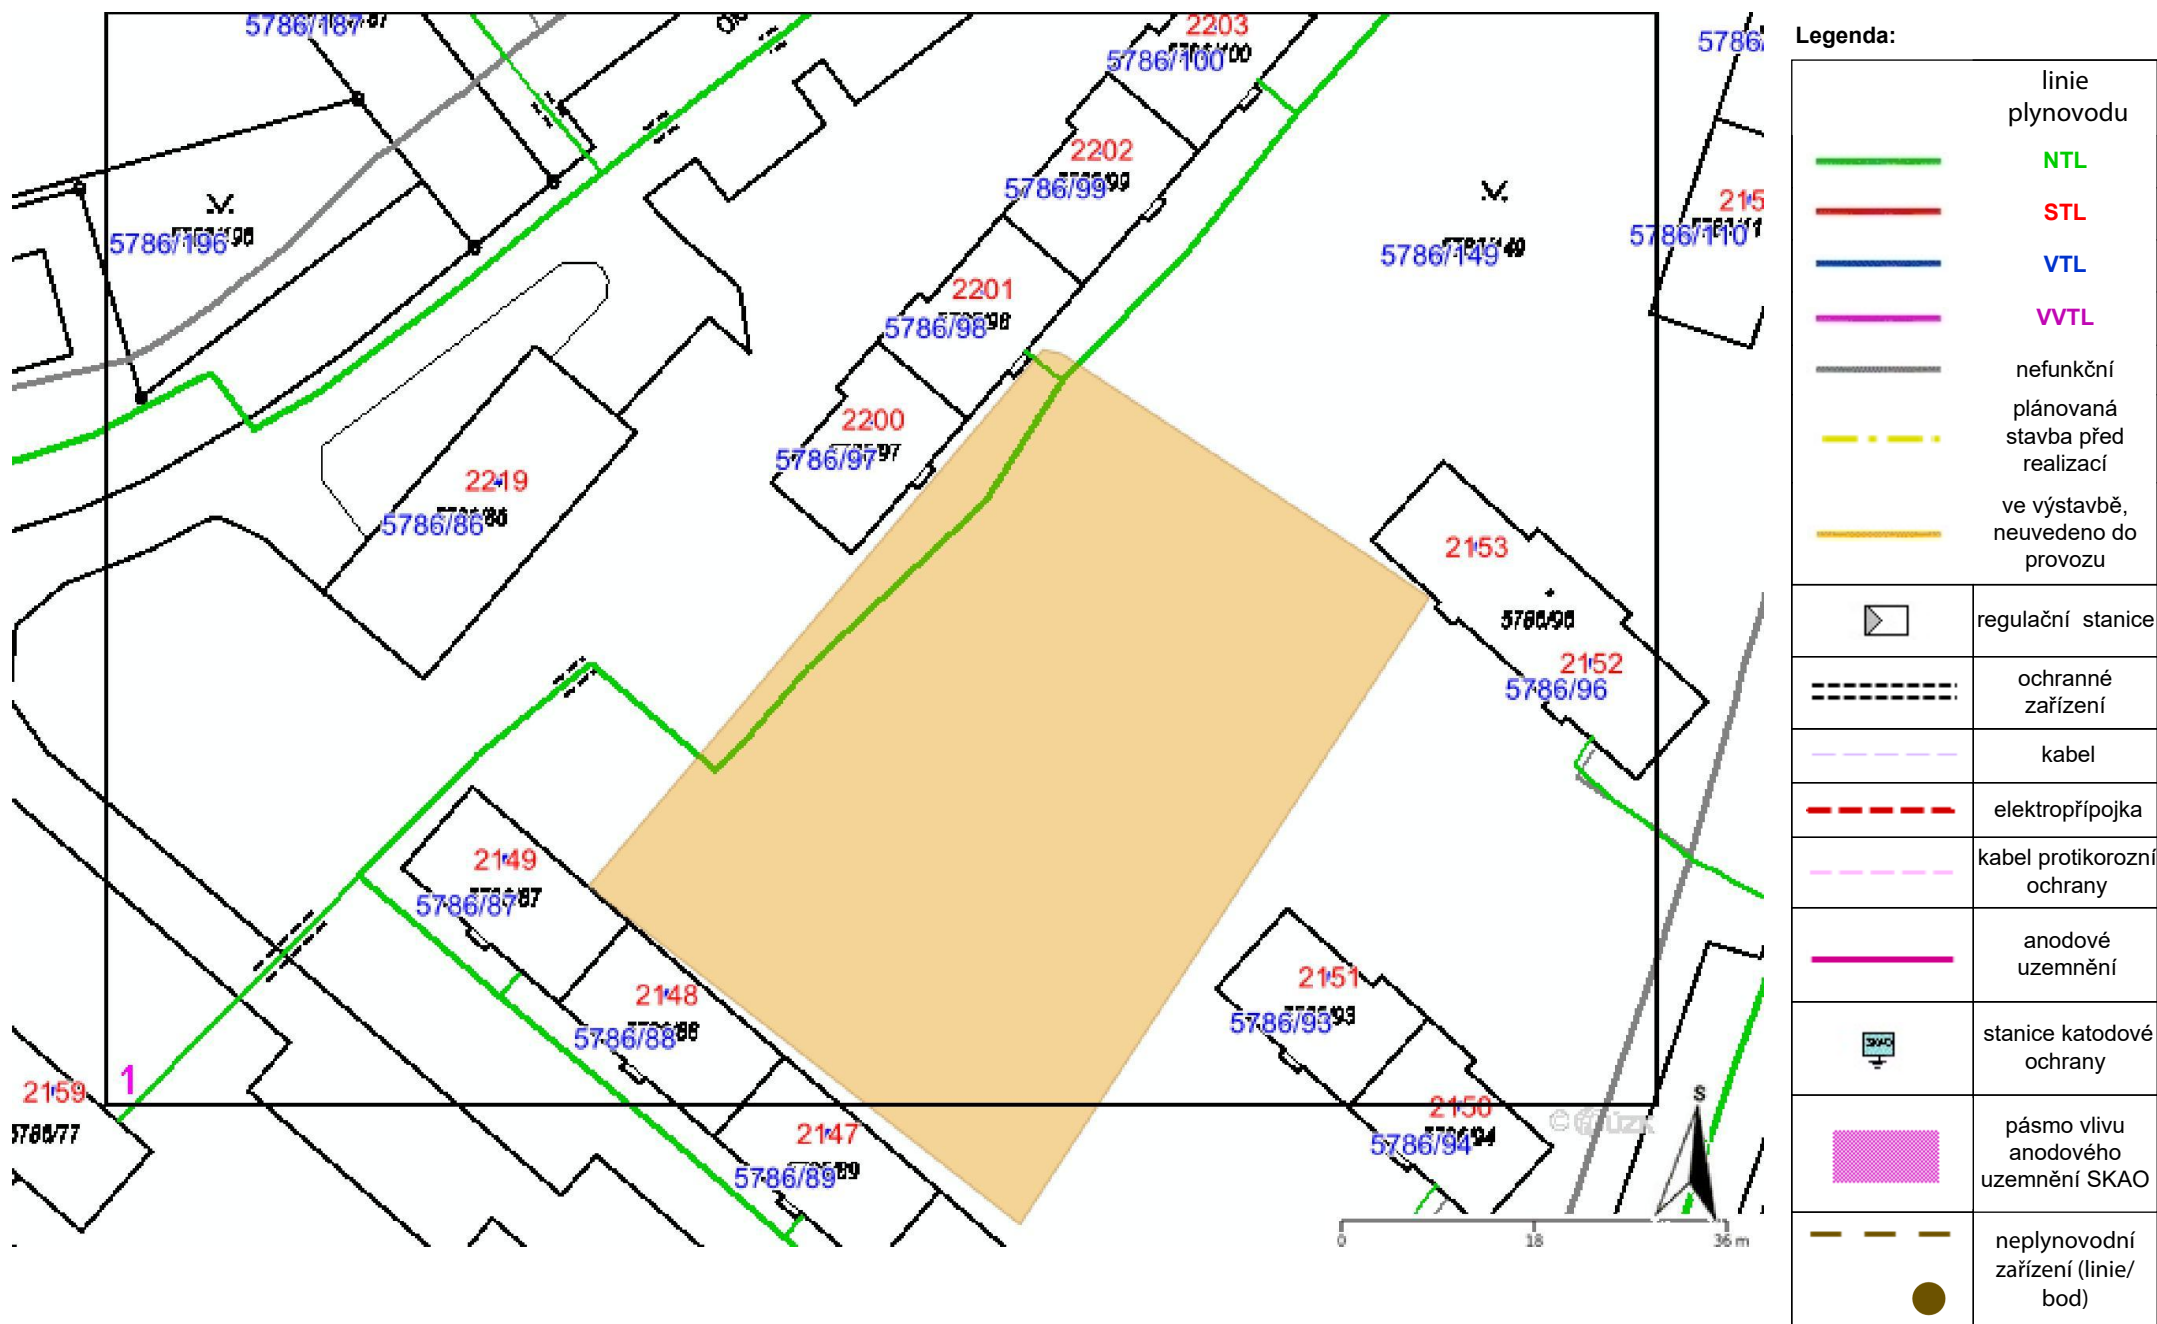 5786/187
2203
5786/100
2202
5786/99
5786/196
2201
5786/98
2200
5786/97
2219
5786/86
5786/149
5786/110
2153
5786/96
2152
5786/96
2149
5786/87
2148
5786/88
2147
5786/89
2151
5786/93
2150
5786/94
2159
5786/77
1
S
0 18 36 m
Legenda:
linie
plynovodu
NTL
STL
VTL
VVTL
nefunkční
plánovaná
stavba před
realizací
ve výstavbě,
neuvedeno do
provozu
regulační stanice
ochranné
zařízení
kabel
elektropřípojka
kabel protikorozní
ochrany
anodové
uzemnění
SKAO
stanice katodové
ochrany
pásmo vlivu
anodového
uzemnění SKAO
neplynovodní
zařízení (linie/
bod)